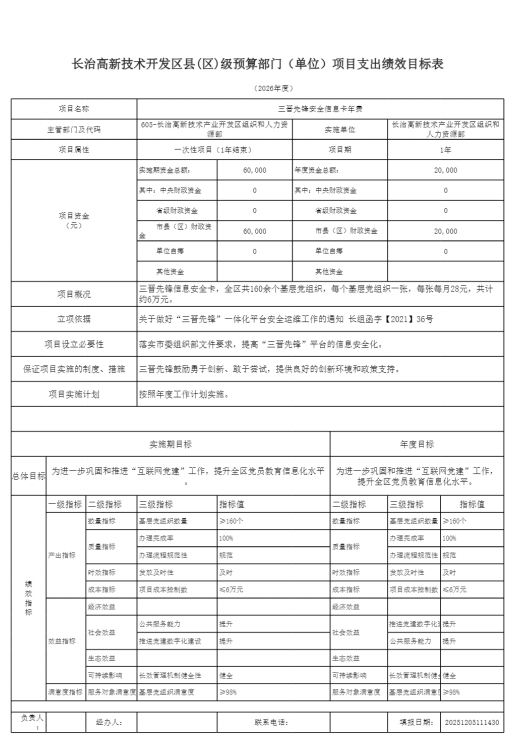 长治高新技术开发区县(区)级预算部门（单位）项目支出绩效目标表
（2026年度）
项目名称 三晋先锋安全信息卡年费
主管部门及代码 605-长治高新技术产业开发区组织和人力资源部 实施单位 长治高新技术产业开发区组织和人力资源部
项目属性 一次性项目（1年结束） 项目期 1年
项目资金（元）
实施期资金总额： 60,000 年度资金总额： 20,000
其中：中央财政资金 0 其中：中央财政资金 0
省级财政资金 0 省级财政资金 0
市县（区）财政资金 60,000 市县（区）财政资金 20,000
单位自筹 0 单位自筹 0
其他资金 其他资金
项目概况 三晋先锋信息安全卡，全区共160余个基层党组织，每个基层党组织一张，每张每月28元，共计约6万元。
立项依据 关于做好“三晋先锋”一体化平台安全运维工作的通知 长组函字【2021】36号
项目设立必要性 落实市委组织部文件要求，提高“三晋先锋”平台的信息安全化。
保证项目实施的制度、措施 三晋先锋鼓励勇于创新、敢于尝试，提供良好的创新环境和政策支持。
项目实施计划 按照年度工作计划实施。
实施期目标 年度目标
总体目标 为进一步巩固和推进“互联网党建”工作，提升全区党员教育信息化水平。 为进一步巩固和推进“互联网党建”工作，提升全区党员教育信息化水平。
绩效指标
一级指标 二级指标 三级指标 指标值 二级指标 三级指标 指标值
产出指标
数量指标 基层党组织数量 ≥160个 数量指标 基层党组织数量 ≥160个
质量指标 办理完成率 100% 质量指标 办理完成率 100%
办理流程规范性 规范 办理流程规范性 规范
时效指标 发放及时性 及时 时效指标 发放及时性 及时
成本指标 项目成本控制数 ≤6万元 成本指标 项目成本控制数 ≤6万元
效益指标
经济效益 经济效益
社会效益 公共服务能力 提升 社会效益 推进党建数字化 提升
推进党建数字化建设 提升 公共服务能力 提升
生态效益 生态效益
可持续影响 长效管理机制健全性 健全 可持续影响 长效管理机制健全 健全
满意度指标 服务对象满意度 基层党组织满意度 ≥98% 服务对象满意度 基层党组织满意度 ≥98%
负责人： 经办人： 联系电话： 填报日期： 20251205111430